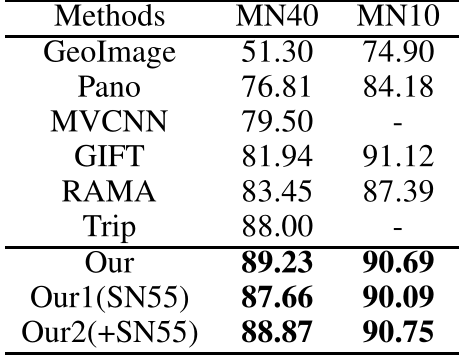 Methods MN40 MN10
GeoImage 51.30 74.90
Pano 76.81 84.18
MVCNN 79.50 -
GIFT 81.94 91.12
RAMA 83.45 87.39
Trip 88.00 -
Our 89.23 90.69
Our1(SN55) 87.66 90.09
Our2(+SN55) 88.87 90.75